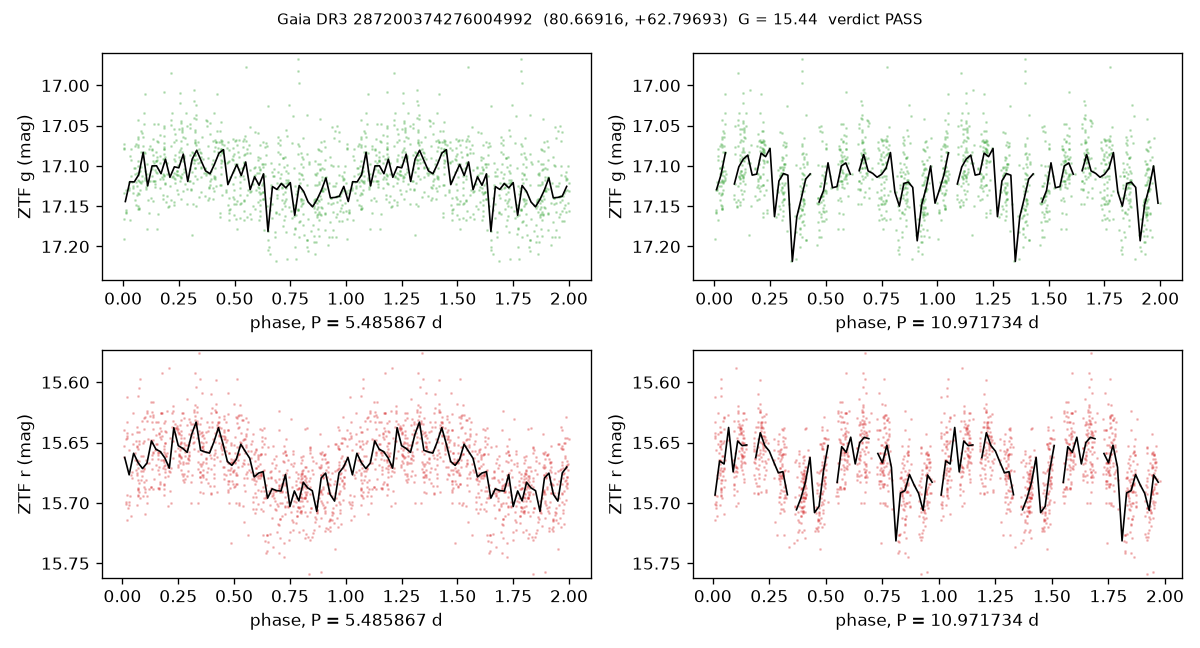 Gaia DR3 287200374276004992  (80.66916, +62.79693)  G = 15.44  verdict PASS
ZTF g (mag)
17.00
17.05
17.10
17.15
17.20
0.00 0.25 0.50 0.75 1.00 1.25 1.50 1.75 2.00
phase, P = 5.485867 d
ZTF g (mag)
17.00
17.05
17.10
17.15
17.20
0.00 0.25 0.50 0.75 1.00 1.25 1.50 1.75 2.00
phase, P = 10.971734 d
ZTF r (mag)
15.60
15.65
15.70
15.75
0.00 0.25 0.50 0.75 1.00 1.25 1.50 1.75 2.00
phase, P = 5.485867 d
ZTF r (mag)
15.60
15.65
15.70
15.75
0.00 0.25 0.50 0.75 1.00 1.25 1.50 1.75 2.00
phase, P = 10.971734 d